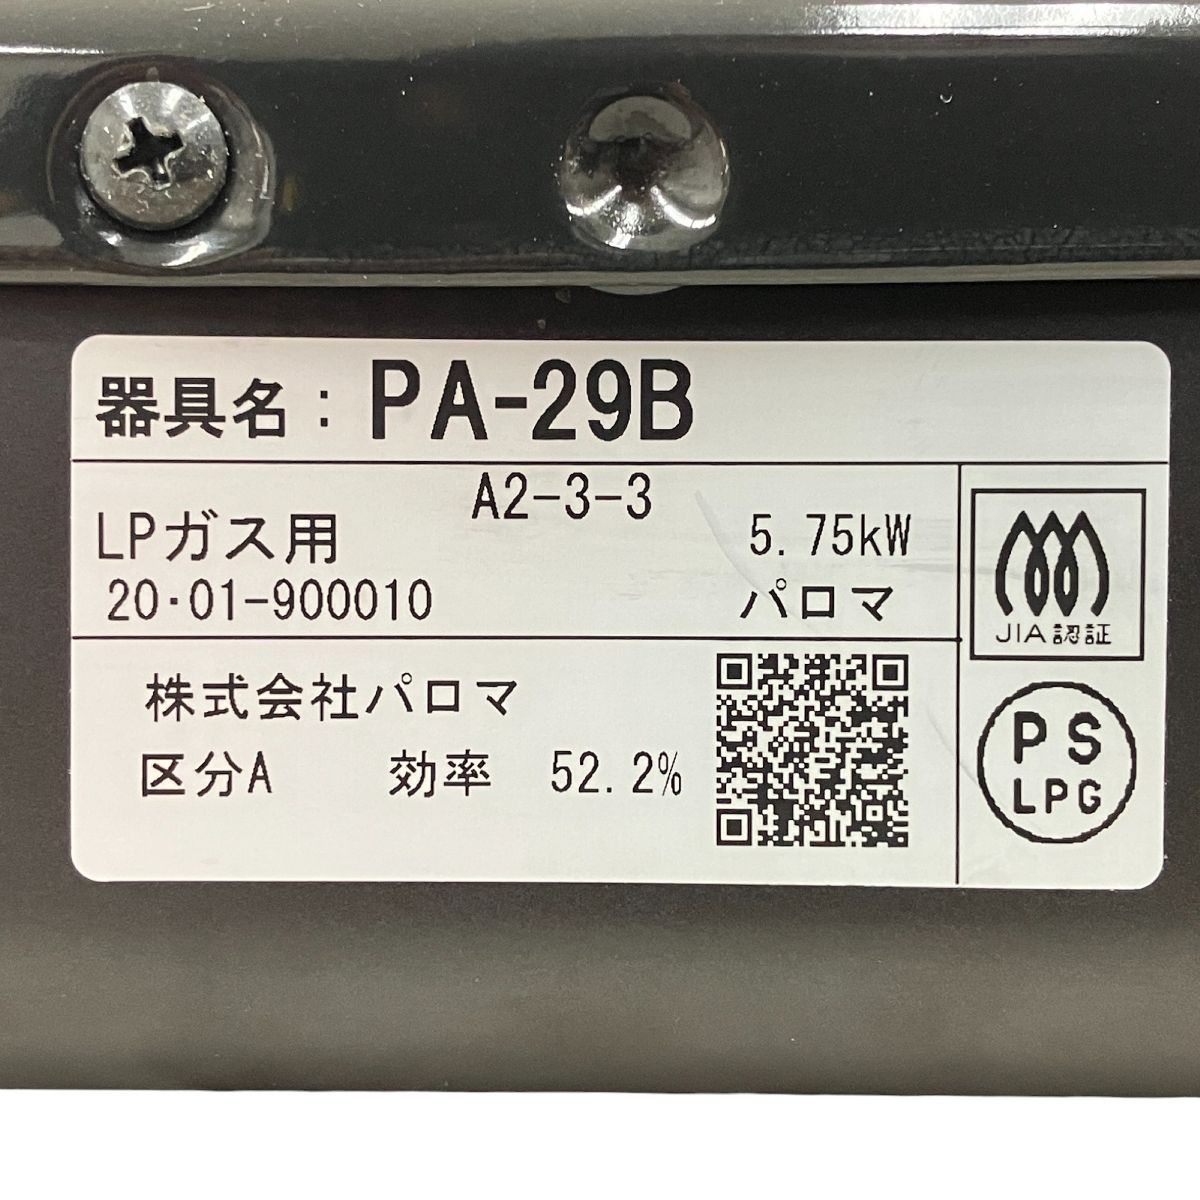 器具名：PA-29B
A2-3-3
LPガス用 5.75kW
20·01-900010 パロマ
JIA認証
株式会社パロマ
区分A 効率 52.2%
PS
LPG